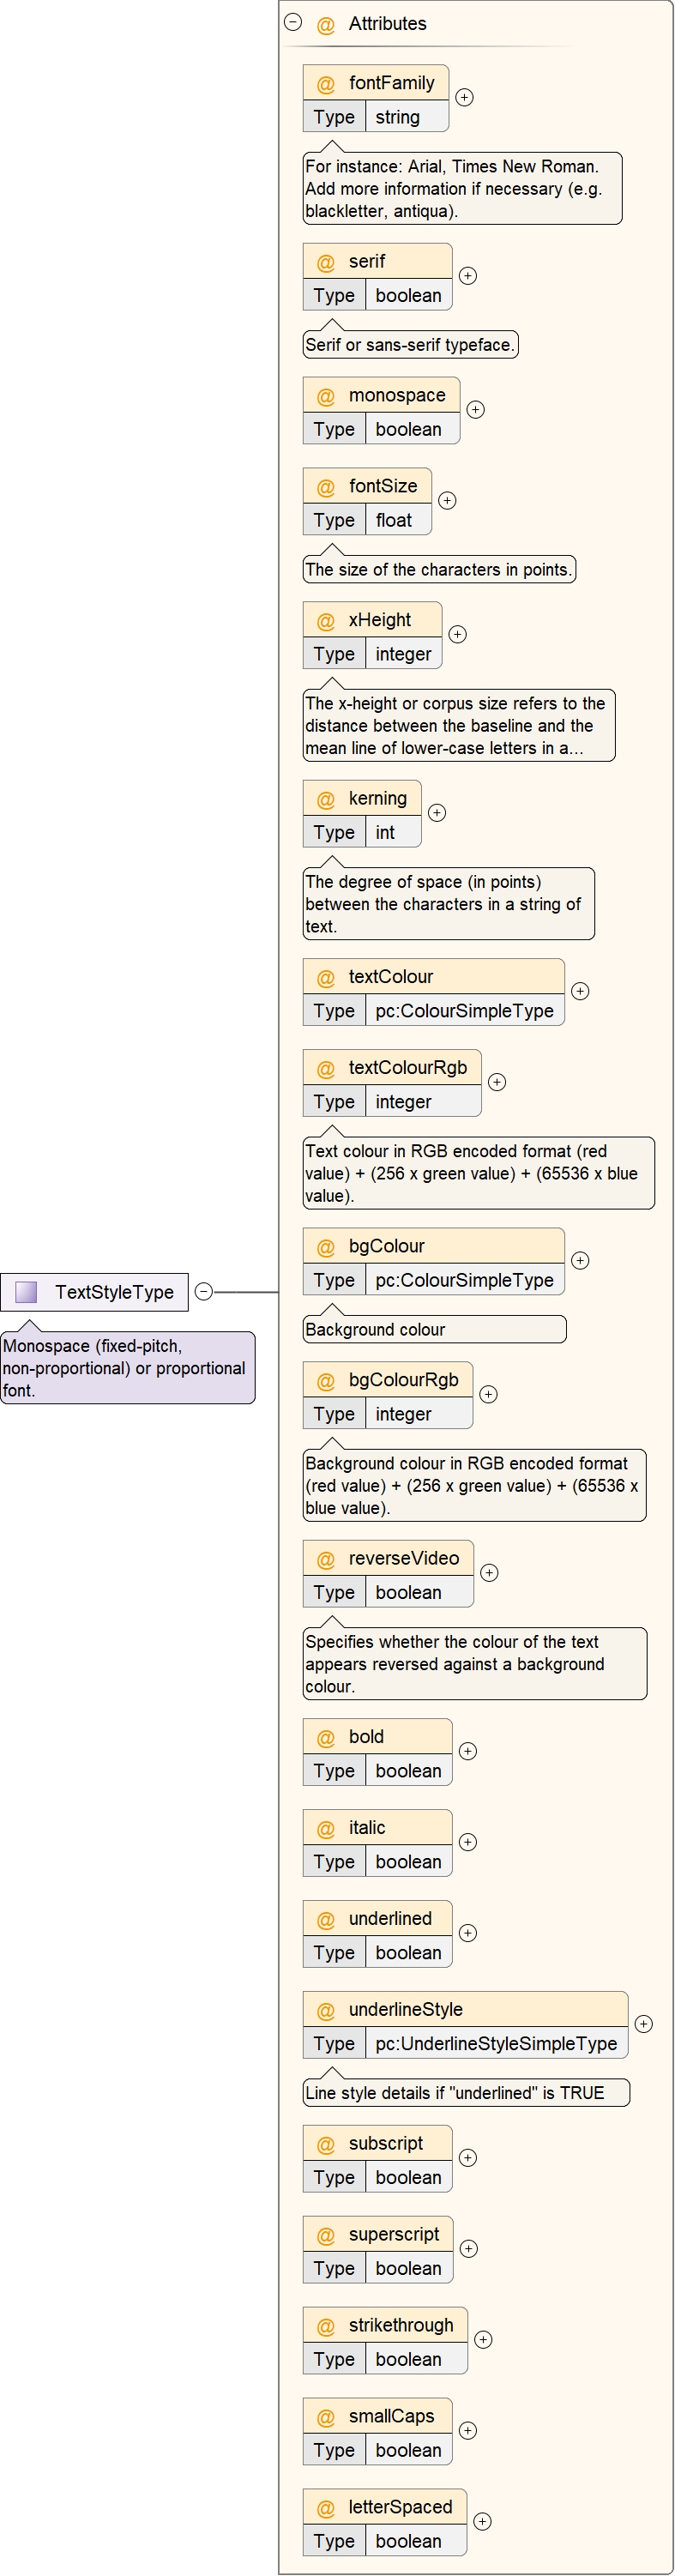 @ Attributes
@ fontFamily
Type string
For instance: Arial, Times New Roman.
Add more information if necessary (e.g.
blackletter, antiqua).
@ serif
Type boolean
Serif or sans-serif typeface.
@ monospace
Type boolean
@ fontSize
Type float
The size of the characters in points.
@ xHeight
Type integer
The x-height or corpus size refers to the
distance between the baseline and the
mean line of lower-case letters in a...
@ kerning
Type int
The degree of space (in points)
between the characters in a string of
text.
@ textColour
Type pc:ColourSimpleType
@ textColourRgb
Type integer
Text colour in RGB encoded format (red
value) + (256 x green value) + (65536 x blue
value).
@ bgColour
Type pc:ColourSimpleType
Background colour
TextStyleType
Monospace (fixed-pitch,
non-proportional) or proportional
font.
@ bgColourRgb
Type integer
Background colour in RGB encoded format
(red value) + (256 x green value) + (65536 x
blue value).
@ reverseVideo
Type boolean
Specifies whether the colour of the text
appears reversed against a background
colour.
@ bold
Type boolean
@ italic
Type boolean
@ underlined
Type boolean
@ underlineStyle
Type pc:UnderlineStyleSimpleType
Line style details if "underlined" is TRUE
@ subscript
Type boolean
@ superscript
Type boolean
@ strikethrough
Type boolean
@ smallCaps
Type boolean
@ letterSpaced
Type boolean